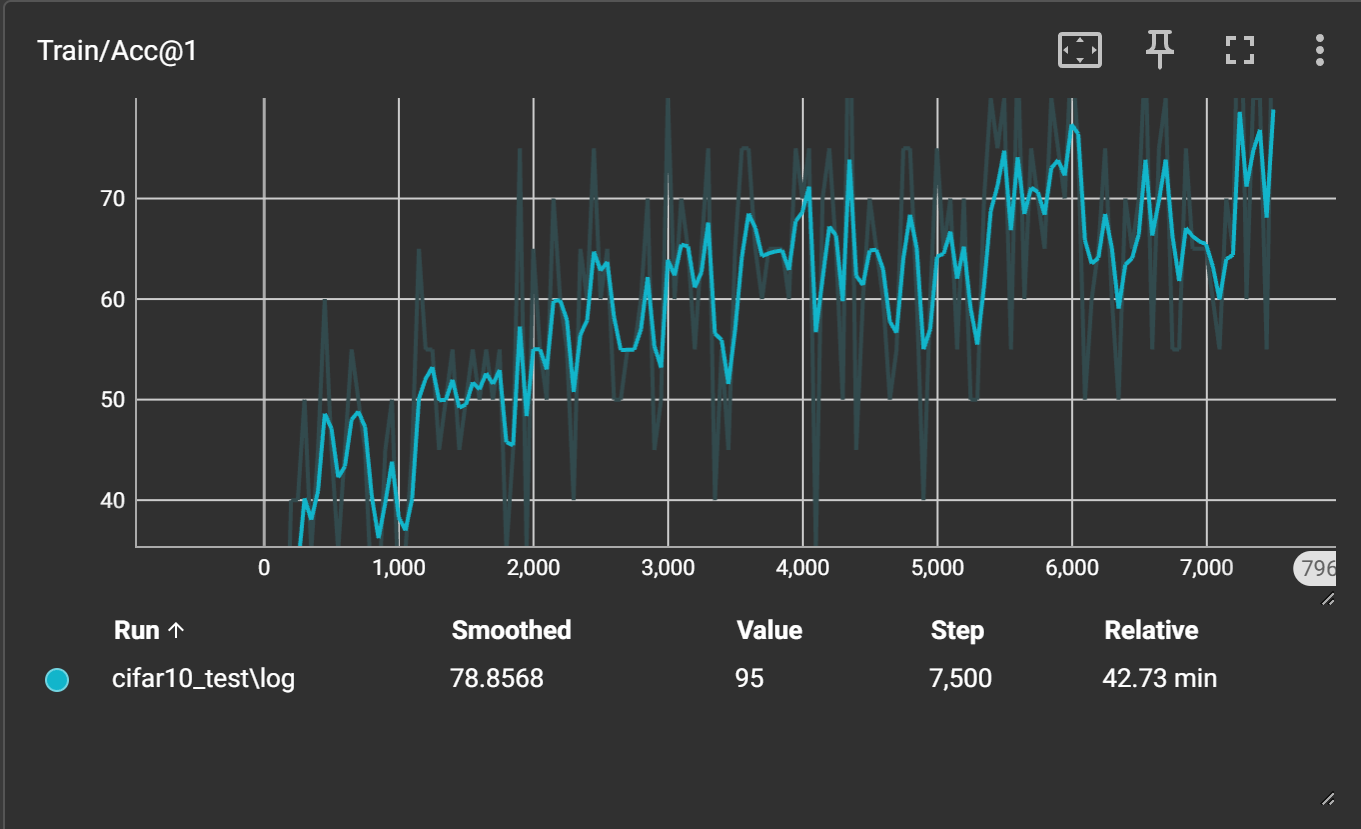 Train/Acc@1
70
60
50
40
0 1,000 2,000 3,000 4,000 5,000 6,000 7,000 796
Run ↑ Smoothed Value Step Relative
cifar10_test\log 78.8568 95 7,500 42.73 min